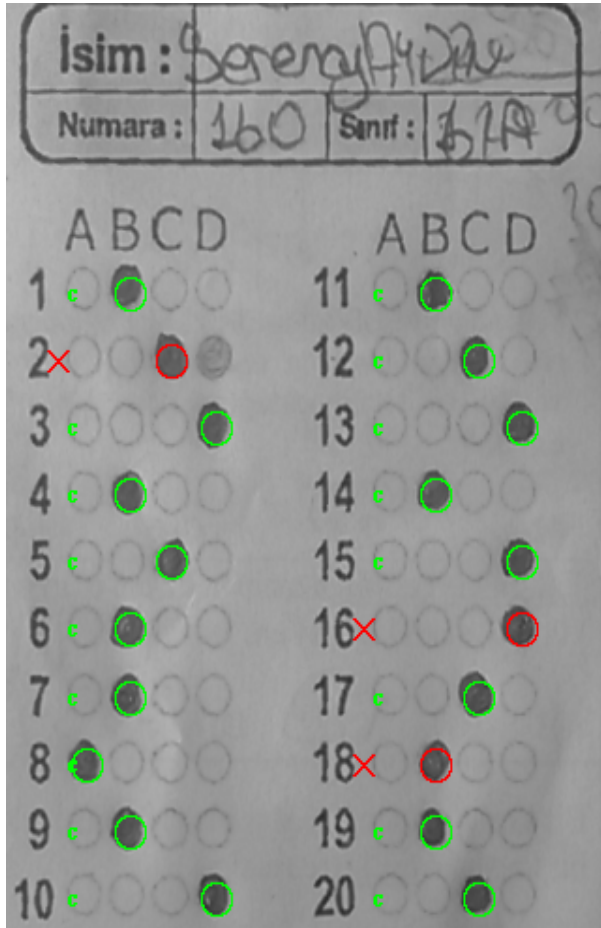 İsim :
Numara : 160 Sınıf :
A B C D A B C D
1 c 11 c
2 12 c
3 c 13 c
4 c 14 c
5 c 15 c
6 c 16
7 c 17 c
8 c 18
9 c 19 c
10 c 20 c